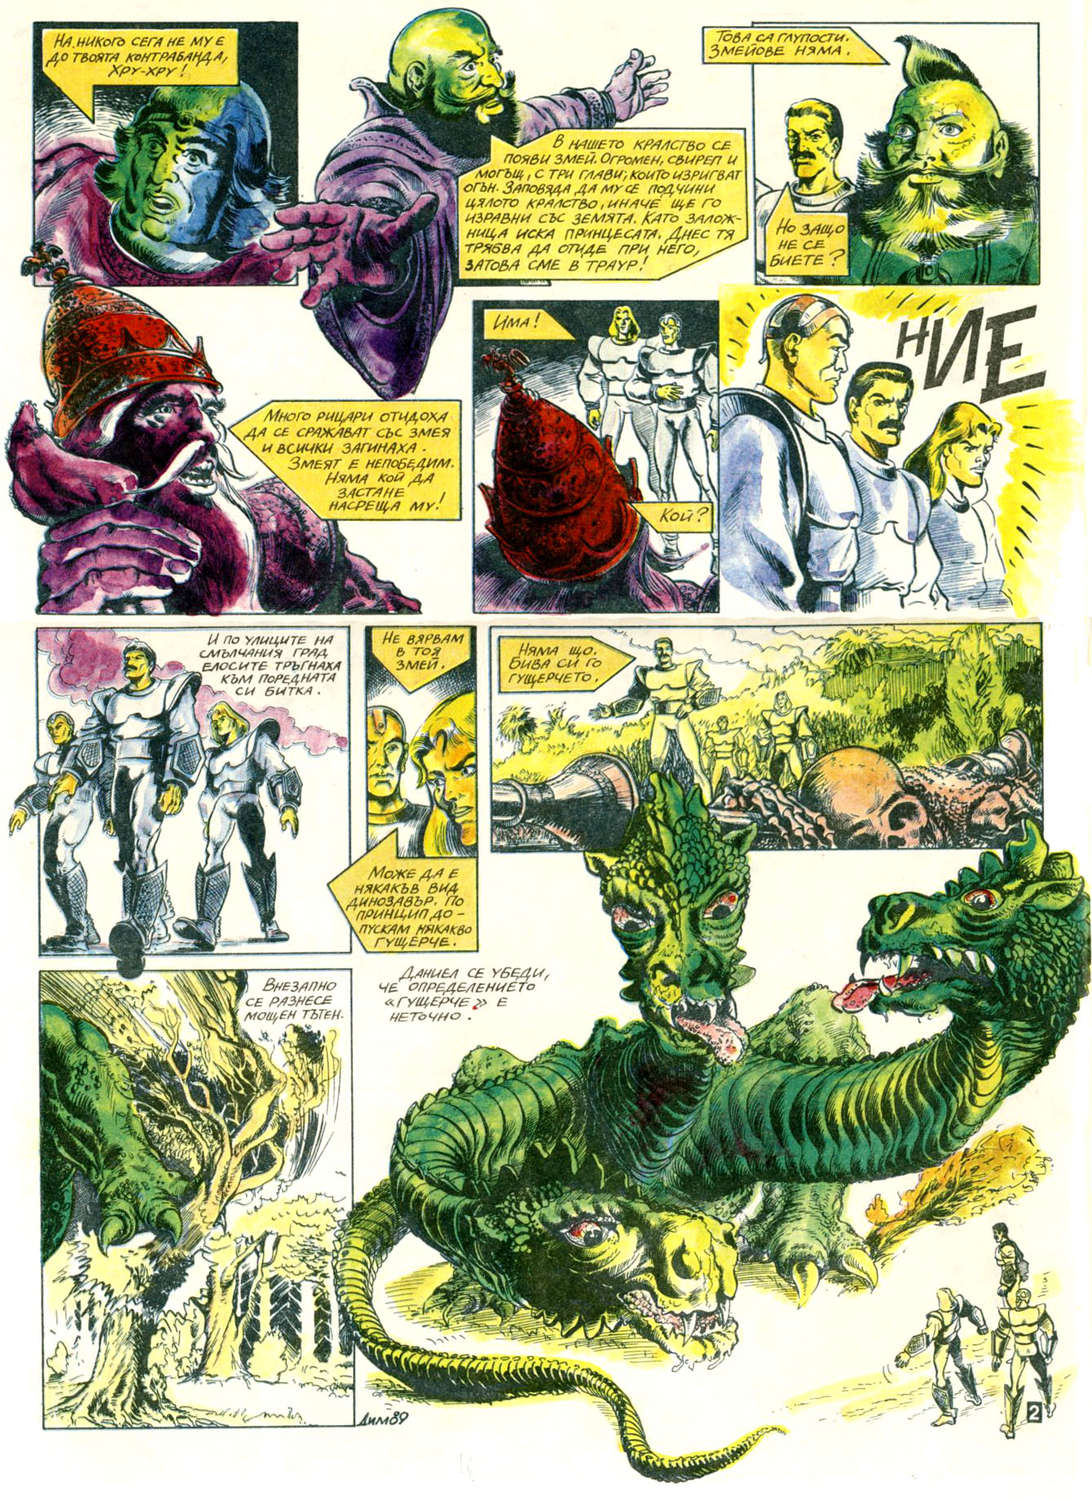 НА НИКОГО СЕГА НЕ МУ Е
ДО ТВОЯТА КОНТРАБАНДА,
ХРУ-ХРУ!
В НАШЕТО КРАЛСТВО СЕ
ПОЯВИ ЗМЕЙ. ОГРОМЕН, СВИРЕП И
МОГЪЩ, С ТРИ ГЛАВИ, КОИТО ИЗРИГВАТ
ОГЪН. ЗАПОВЯДА ДА МУ СЕ ПОДЧИНИ
ЦЯЛОТО КРАЛСТВО, ИНАЧЕ ЩЕ ГО
ИЗРАВНИ СЪС ЗЕМЯТА. КАТО ЗАЛОЖ-
НИЦА ИСКА ПРИНЦЕСАТА. ДНЕС ТЯ
ТРЯБВА ДА ОТИДЕ ПРИ НЕГО,
ЗАТОВА СМЕ В ТРАУР!
ТОВА СА ГЛУПОСТИ.
ЗМЕЙОВЕ НЯМА.
НО ЗАЩО
НЕ СЕ
БИЕТЕ?
МНОГО РИЦАРИ ОТИДОХА
ДА СЕ СРАЖАВАТ СЪС ЗМЕЯ
И ВСИЧКИ ЗАГИНАХА.
ЗМЕЯТ Е НЕПОБЕДИМ.
НЯМА КОЙ ДА
ЗАСТАНЕ
НАСРЕЩА МУ!
ИМА!
КОЙ?
НИЕ
И ПО УЛИЦИТЕ НА
СМЪЛЧАНИЯ ГРАД
ЕЛОСИТЕ ТРЪГНАХА
КЪМ ПОРЕДНАТА
СИ БИТКА.
НЕ ВЯРВАМ
В ТОЯ
ЗМЕЙ.
МОЖЕ ДА Е
НЯКАКЪВ ВИД
ДИНОЗАВЪР. ПО
ПРИНЦИП ДО-
ПУСКАМ НЯКАКВО
ГУЩЕРЧЕ.
НЯМА ЩО.
БИВА СИ ГО
ГУЩЕРЧЕТО.
ВНЕЗАПНО
СЕ РАЗНЕСЕ
МОЩЕН ТЪТЕН.
ДАНИЕЛ СЕ УБЕДИ,
ЧЕ ОПРЕДЕЛЕНИЕТО
«ГУЩЕРЧЕ» Е
НЕТОЧНО.
ДИМ89
2